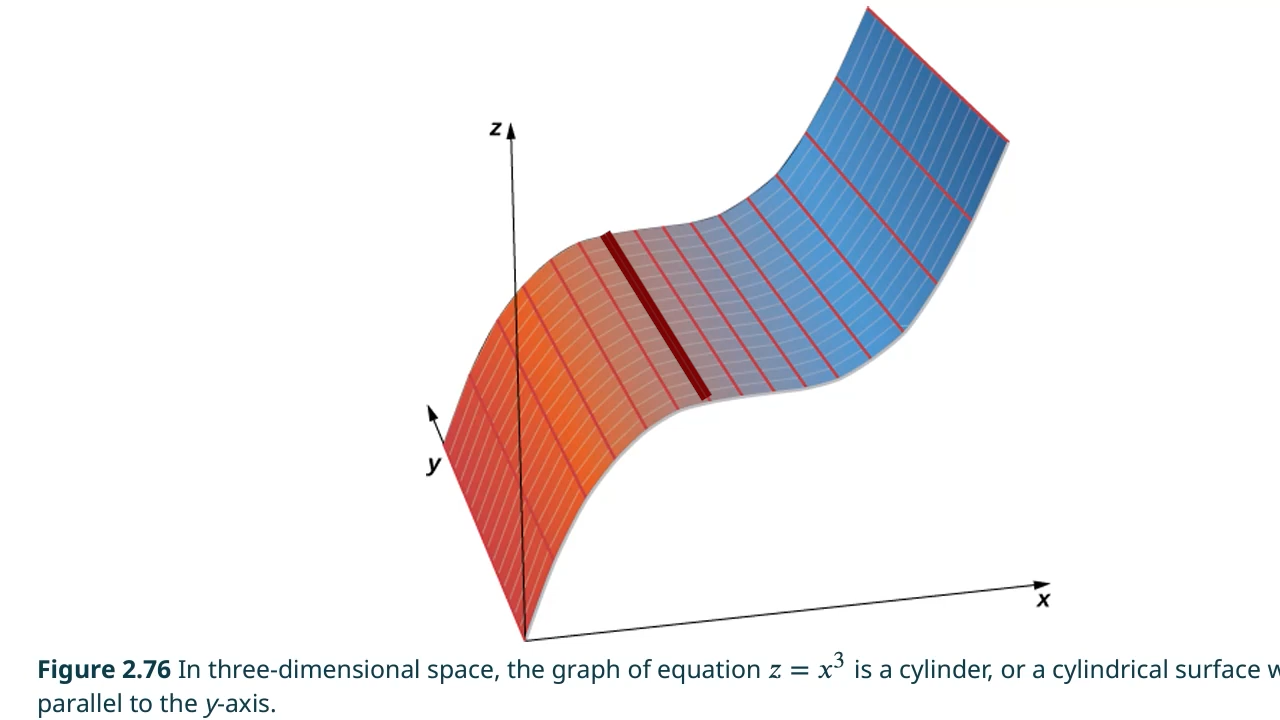 z
y
x
Figure 2.76 In three-dimensional space, the graph of equation z = x³ is a cylinder, or a cylindrical surface
parallel to the y-axis.